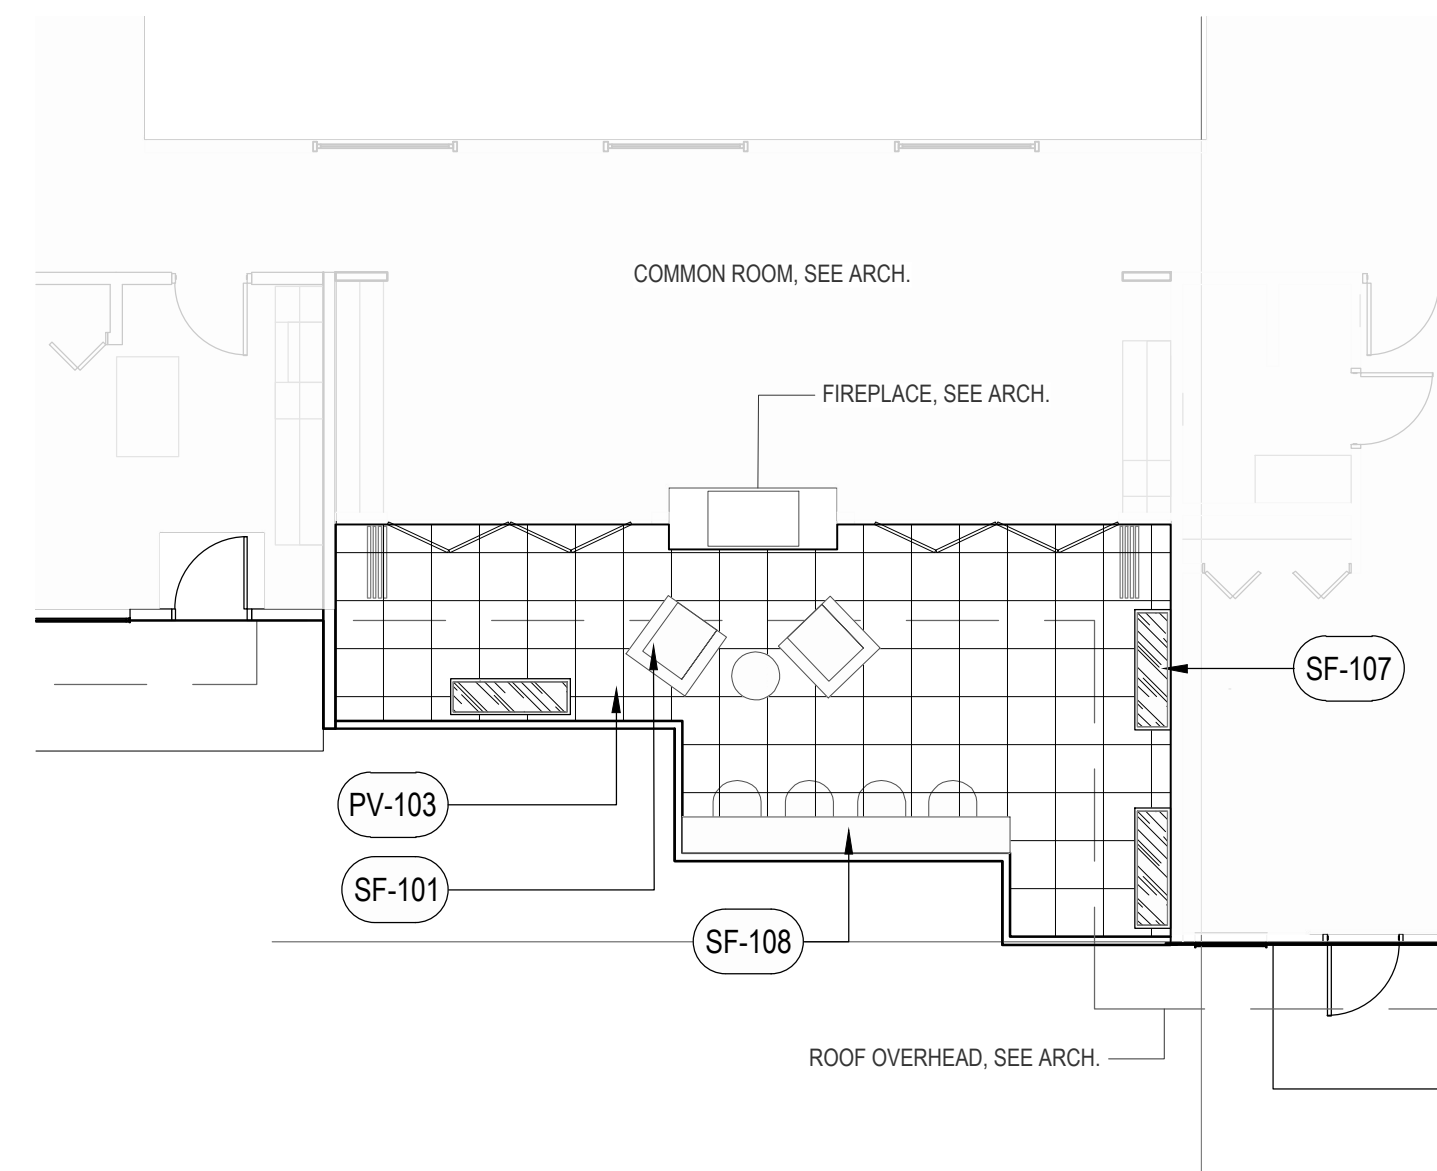 COMMON ROOM, SEE ARCH.
FIREPLACE, SEE ARCH.
SF-107
PV-103
SF-101
SF-108
ROOF OVERHEAD, SEE ARCH.